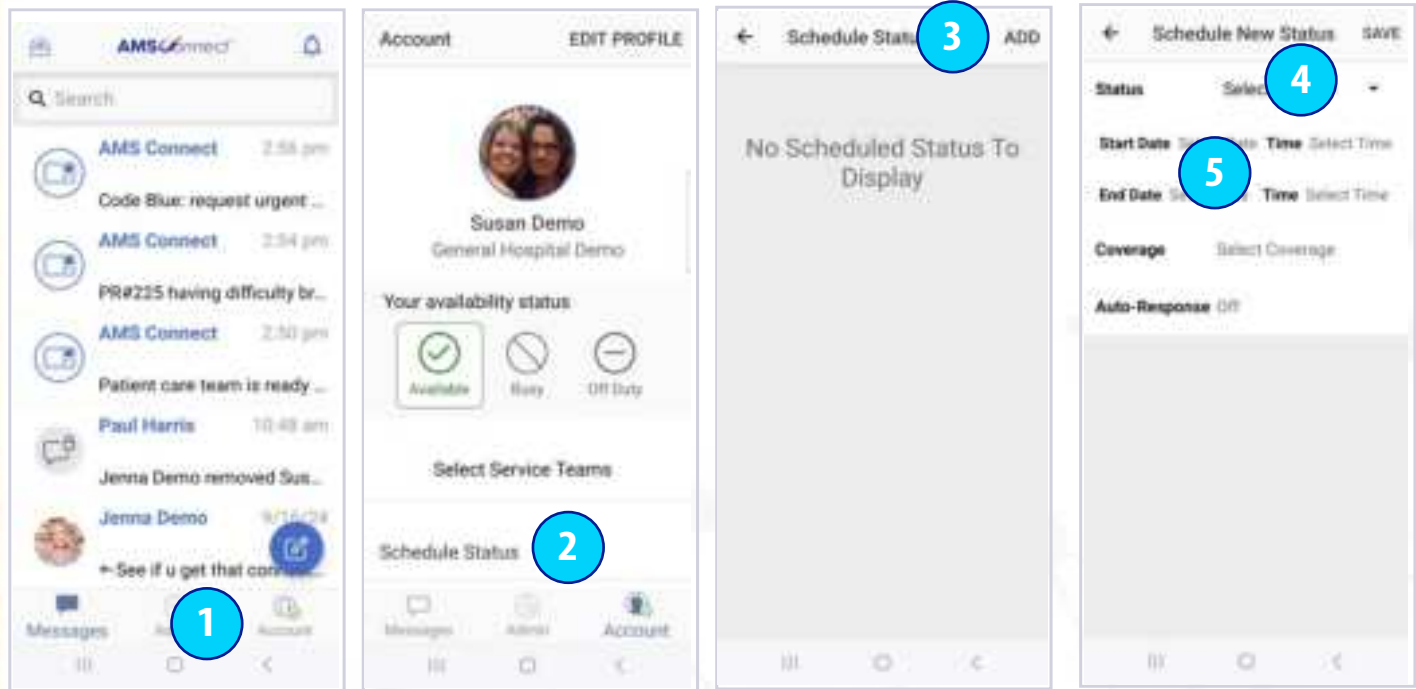 AMSConnect
Search
AMS Connect 2:56 pm
Code Blue: request urgent ...
AMS Connect 2:54 pm
PR#225 having difficulty br...
AMS Connect 2:50 pm
Patient care team is ready ...
Paul Harris 10:48 am
Jenna Demo removed Sus...
Jenna Demo 9/16/24
See if u get that
1
Messages Account
Account EDIT PROFILE
Susan Demo
General Hospital Demo
Your availability status
Available Busy Off Duty
Select Service Teams
Schedule Status 2
Messages Admin Account
Schedule 3 ADD
No Scheduled Status To
Display
Schedule New Status SAVE
4
Status
Start Date Time Select Time
5
End Date Time Select Time
Coverage Select Coverage
Auto-Response Off